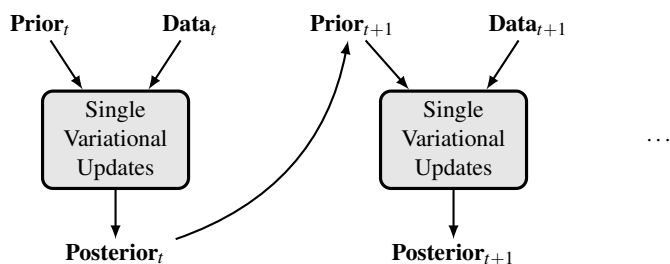 Prior_t Data_t Prior_{t+1} Data_{t+1}
Single
Variational
Updates
Single
Variational
Updates
...
Posterior_t Posterior_{t+1}